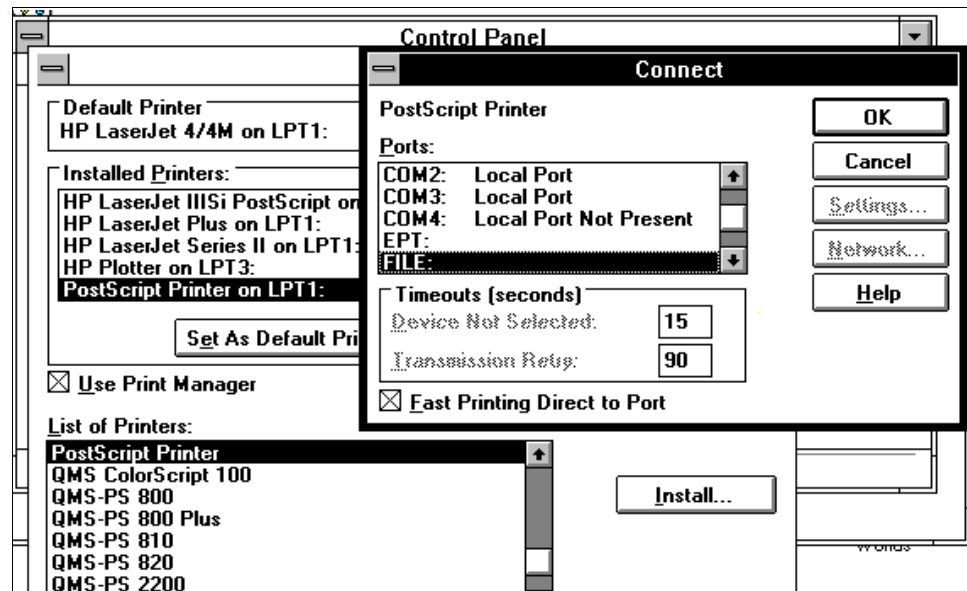 Control Panel
Default Printer
HP LaserJet 4/4M on LPT1:
Installed Printers:
HP LaserJet IIISi PostScript on
HP LaserJet Plus on LPT1:
HP LaserJet Series II on LPT1:
HP Plotter on LPT3:
PostScript Printer on LPT1:
Set As Default Pri
Use Print Manager
List of Printers:
PostScript Printer
QMS ColorScript 100
QMS-PS 800
QMS-PS 800 Plus
QMS-PS 810
QMS-PS 820
QMS-PS 2200
Install...
Connect
PostScript Printer
Ports:
COM2: Local Port
COM3: Local Port
COM4: Local Port Not Present
EPT:
FILE:
Timeouts (seconds)
Device Not Selected: 15
Transmission Retry: 90
Fast Printing Direct to Port
OK
Cancel
Settings...
Network...
Help